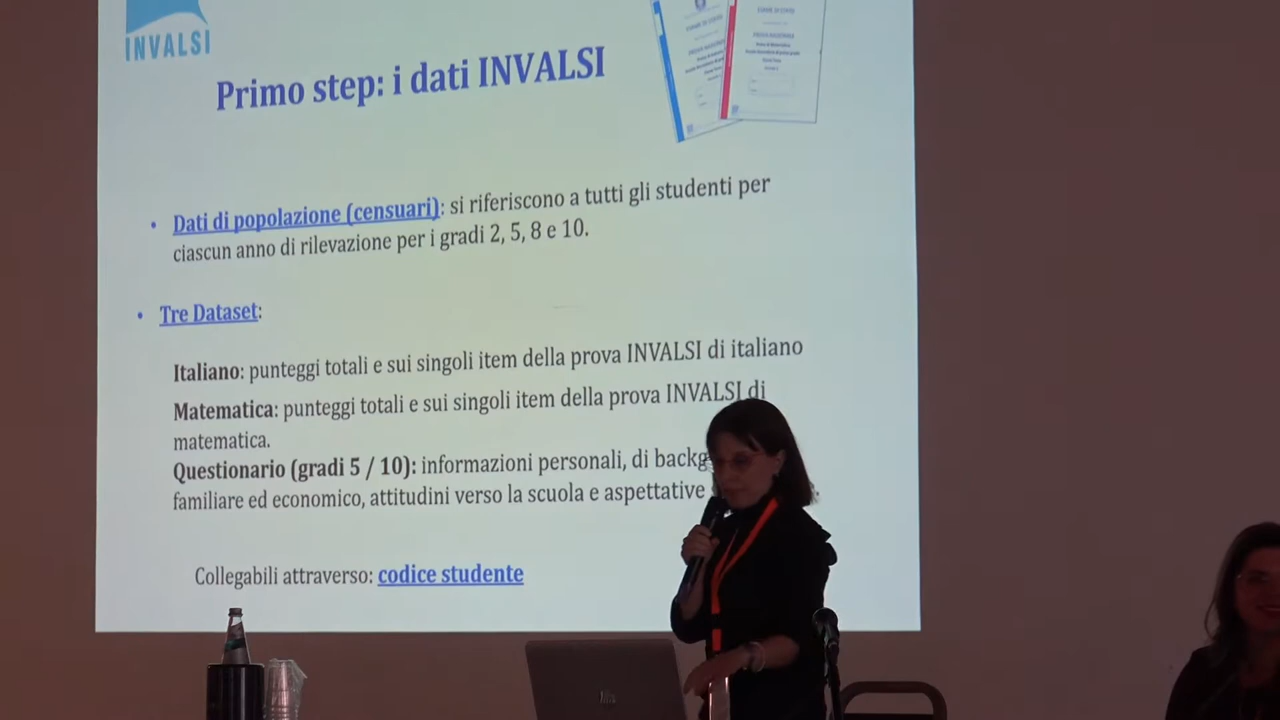 INVALSI
Primo step: i dati INVALSI
• Dati di popolazione (censuari): si riferiscono a tutti gli studenti per
ciascun anno di rilevazione per i gradi 2, 5, 8 e 10.
• Tre Dataset:
Italiano: punteggi totali e sui singoli item della prova INVALSI di italiano
Matematica: punteggi totali e sui singoli item della prova INVALSI di
matematica.
Questionario (gradi 5 / 10): informazioni personali, di backg
familiare ed economico, attitudini verso la scuola e aspettative
Collegabili attraverso: codice studente